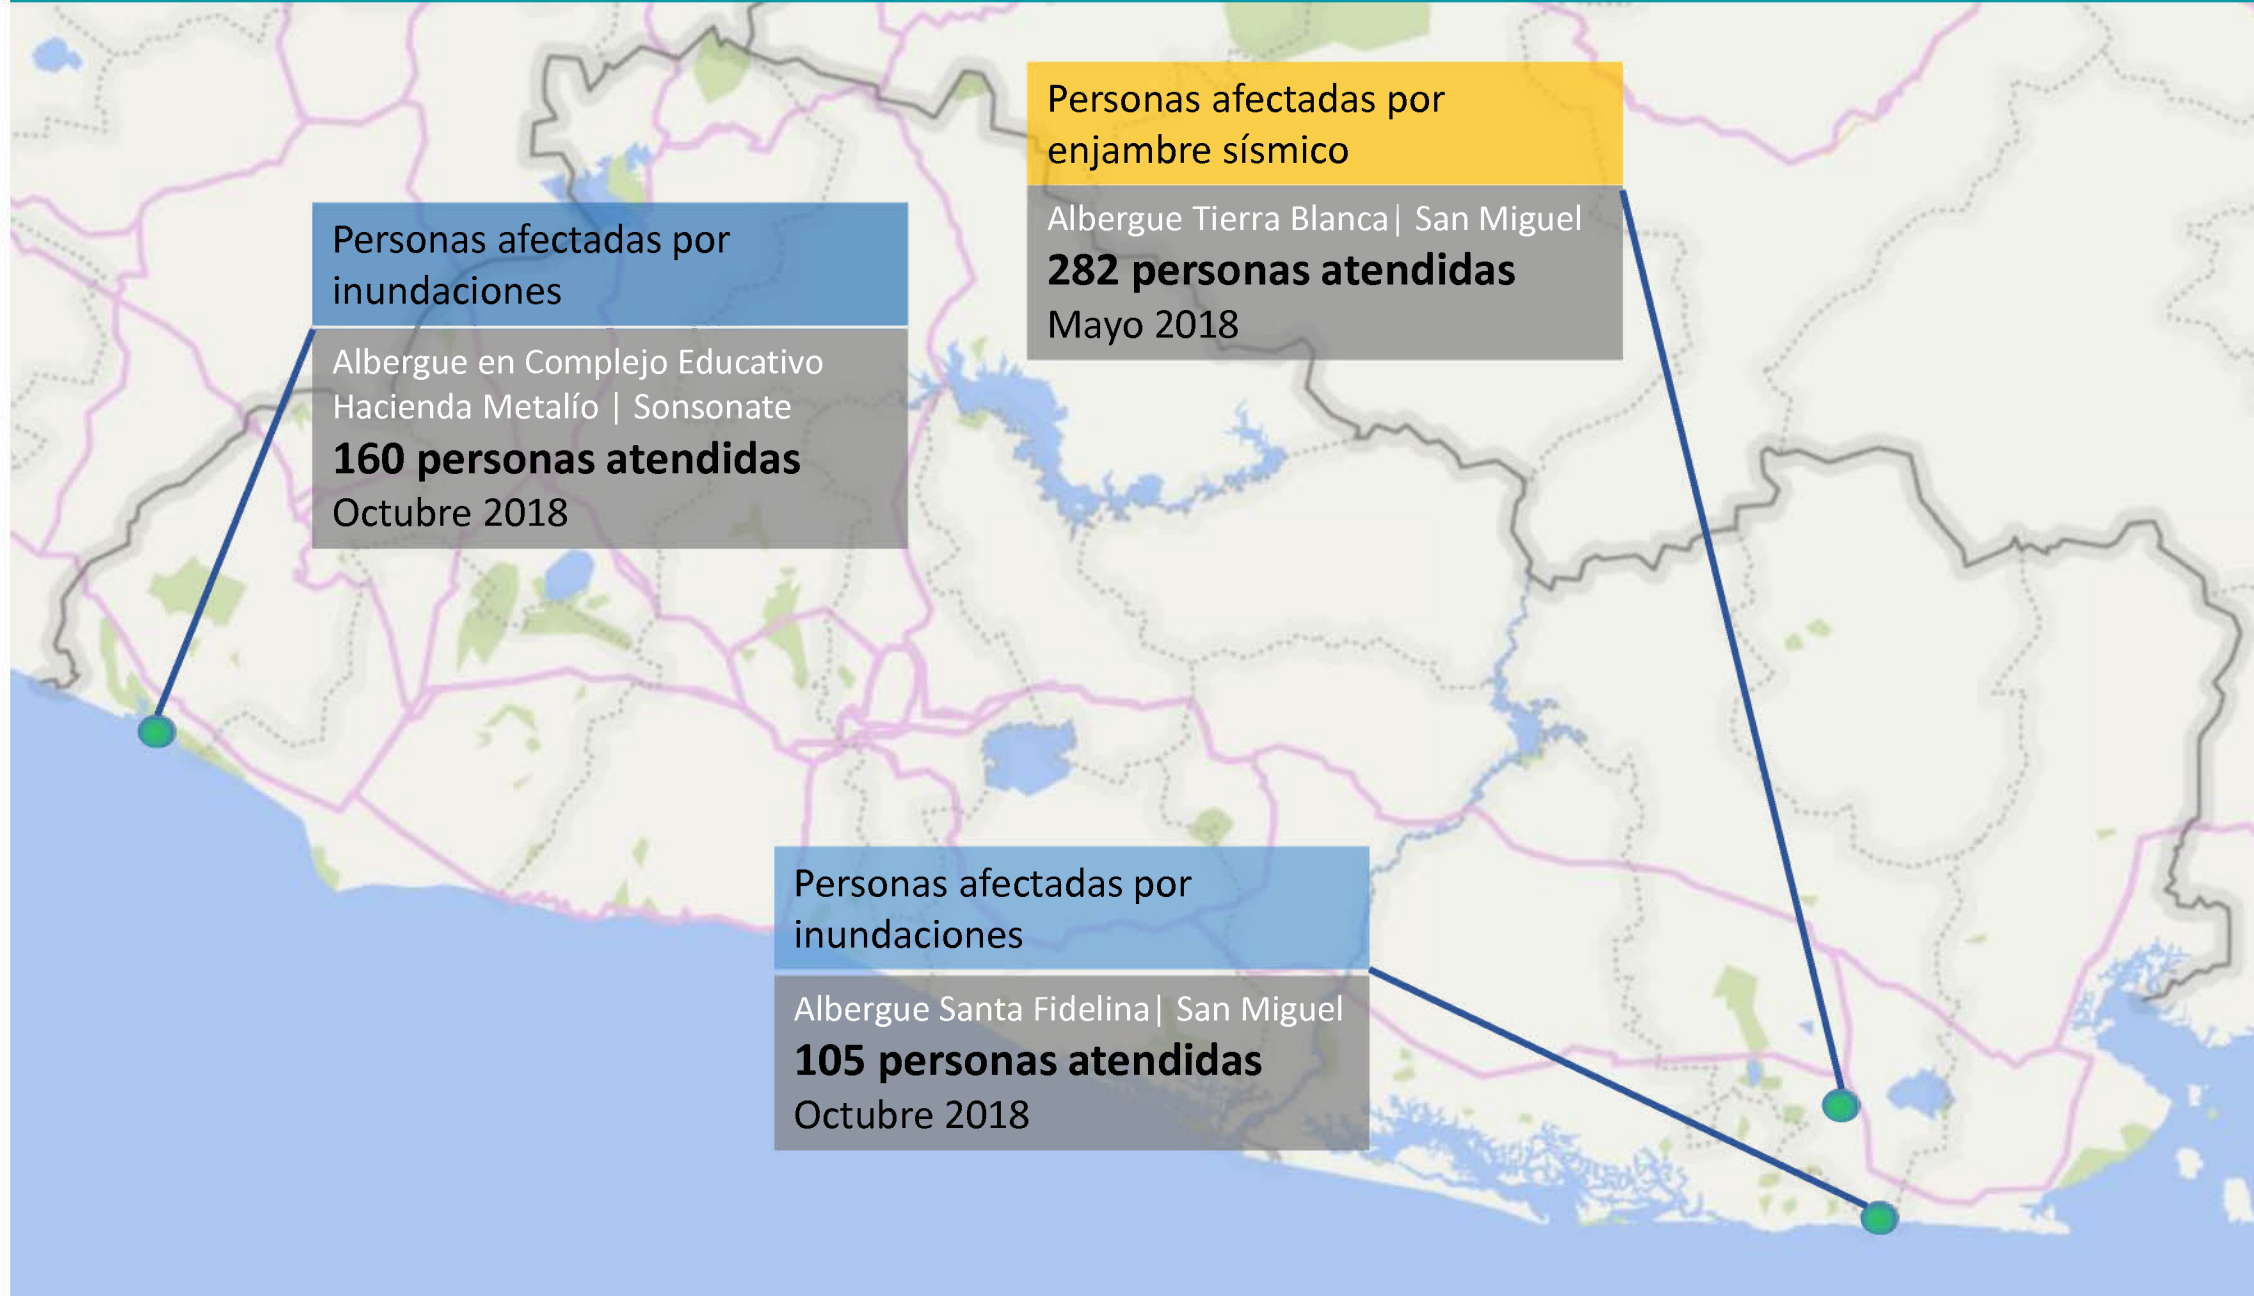 Personas afectadas por
enjambre sísmico
Albergue Tierra Blanca| San Miguel
282 personas atendidas
Mayo 2018
Personas afectadas por
inundaciones
Albergue en Complejo Educativo
Hacienda Metalío | Sonsonate
160 personas atendidas
Octubre 2018
Personas afectadas por
inundaciones
Albergue Santa Fidelina| San Miguel
105 personas atendidas
Octubre 2018